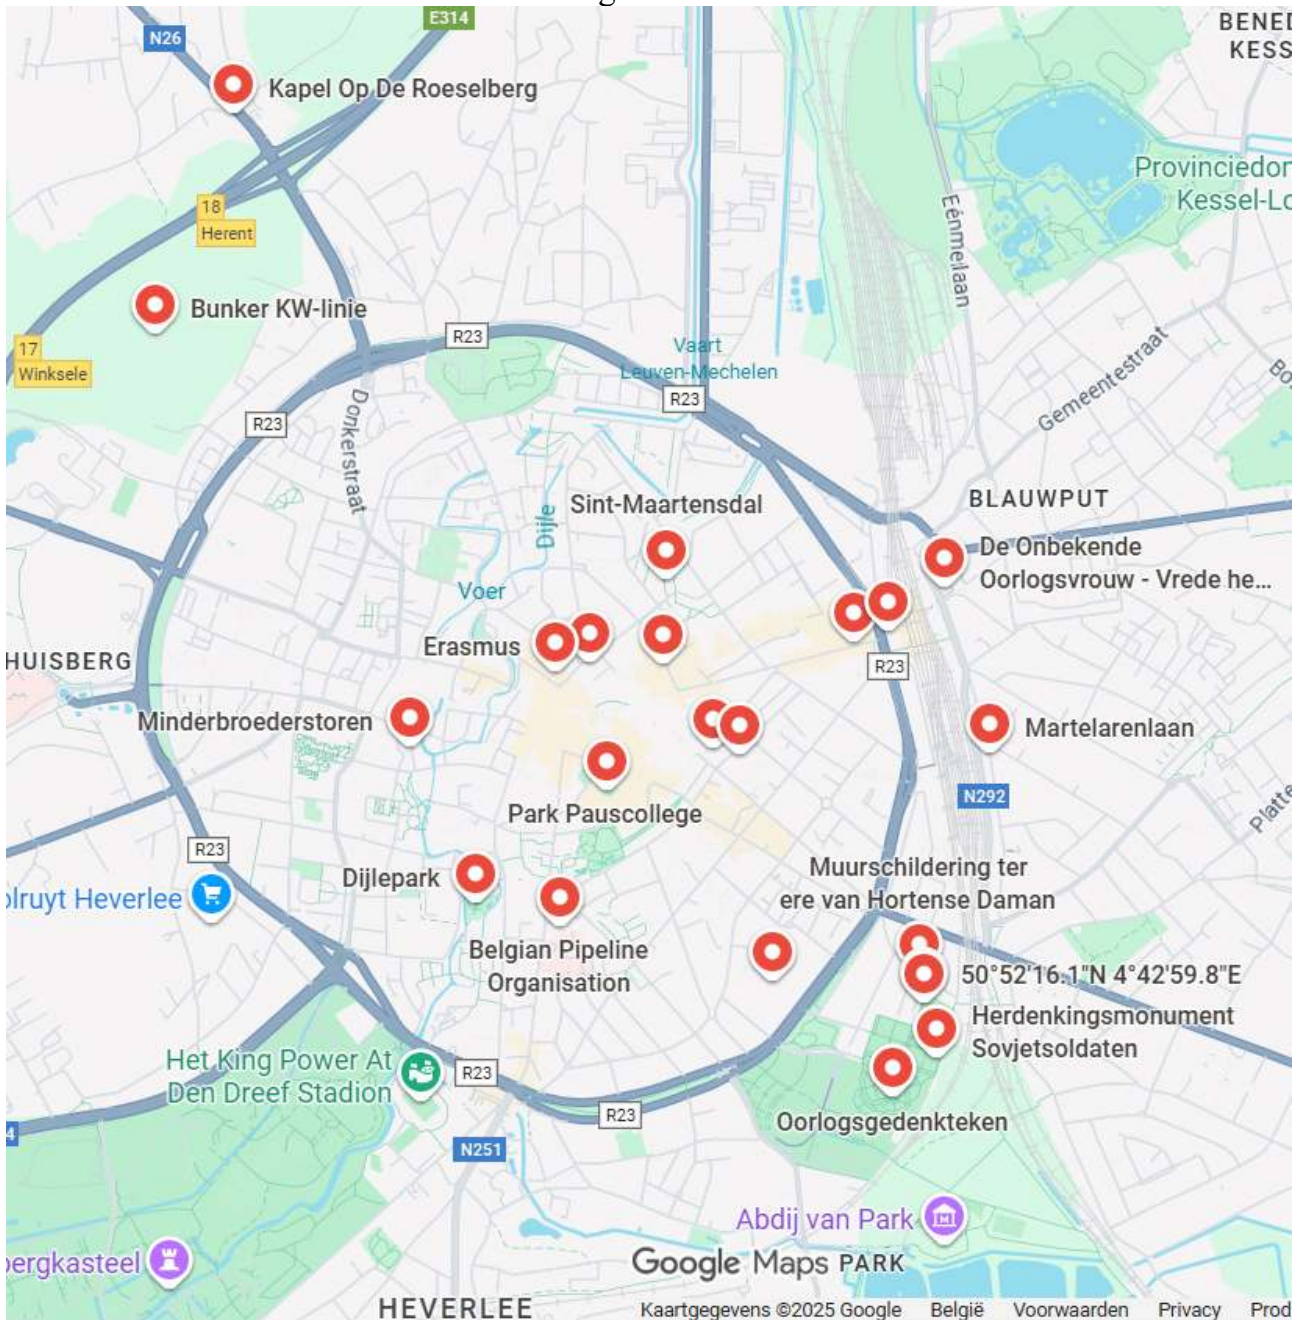 E314
N26
BENED
KESS
Kapel Op De Roeselberg
18
Herent
Provinciedor
Kessel-Lo
Eénmeilaan
Bunker KW-linie
17
Winksele
R23
Vaart
Leuven-Mechelen
R23
Gemeentestraat
R23
Donkerstraat
Sint-Maartensdal
BLAUWPUT
Dijle
De Onbekende
Oorlogsvrouw - Vrede he...
Voer
Erasmus
HUISBERG
R23
Minderbroederstoren
Martelarenlaan
N292
Park Pauscollege
Platte
R23
Muurschildering ter
ere van Hortense Daman
Dijlepark
olruyt Heverlee
Belgian Pipeline
Organisation
50°52'16.1"N 4°42'59.8"E
Herdenkingsmonument
Sovjetsoldaten
Het King Power At
Den Dreef Stadion
R23
R23
Oorlogsgedenkteken
4
N251
Abdij van Park
bergkasteel
Google Maps
PARK
HEVERLEE
Kaartgegevens ©2025 Google België Voorwaarden Privacy Prod